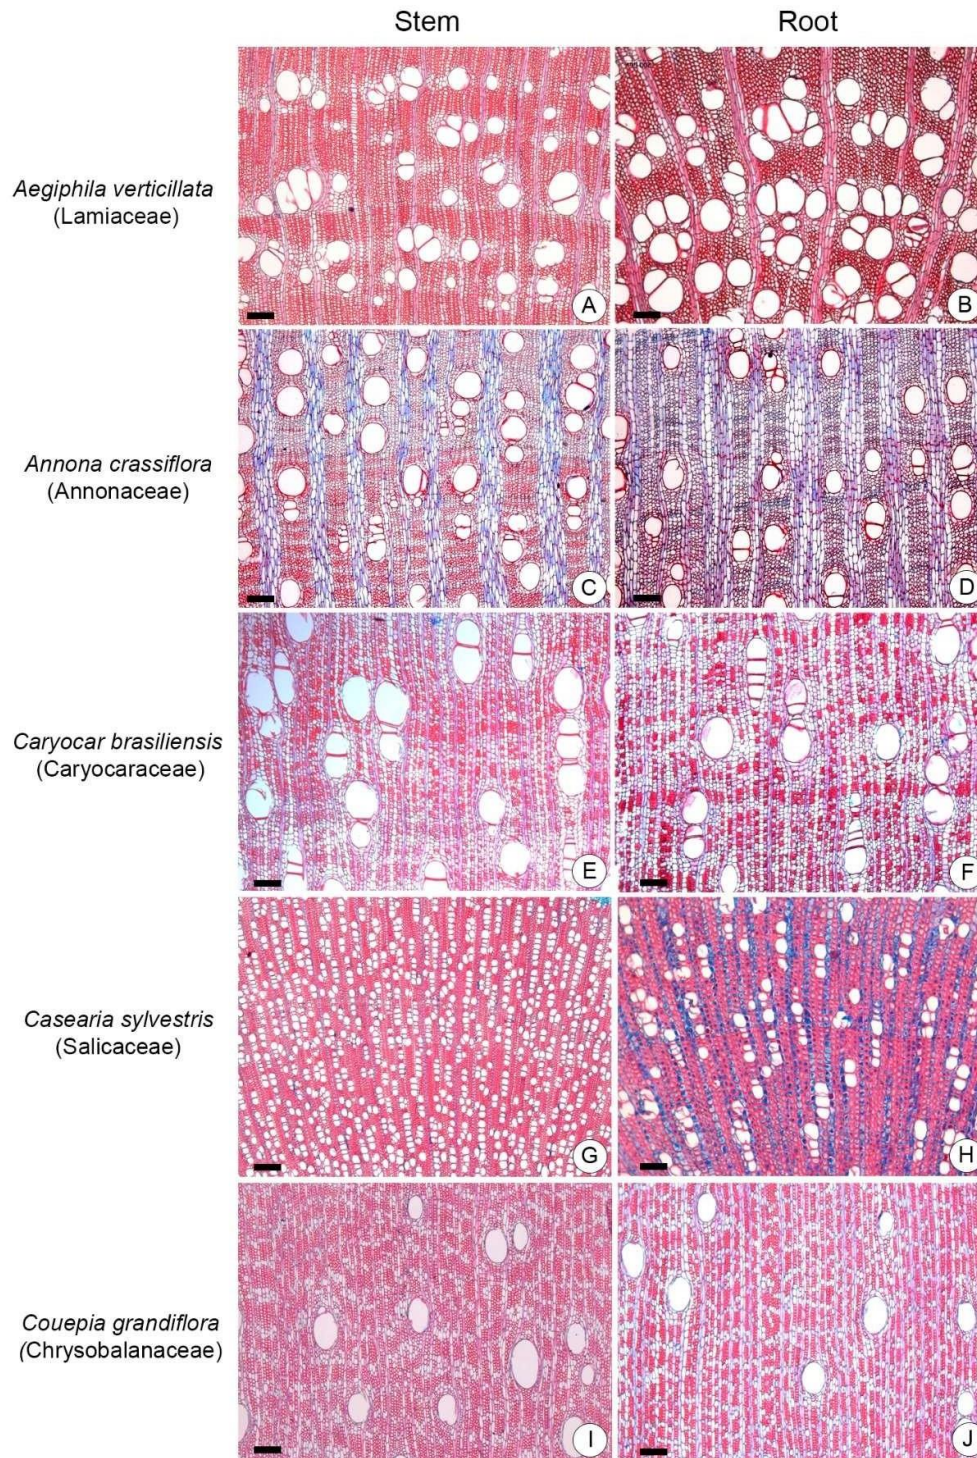 Stem Root
Aegiphila verticillata
(Lamiaceae)
A B
Annona crassiflora
(Annonaceae)
C D
Caryocar brasiliensis
(Caryocaraceae)
E F
Casearia sylvestris
(Salicaceae)
G H
Couepia grandiflora
(Chrysobalanaceae)
I J